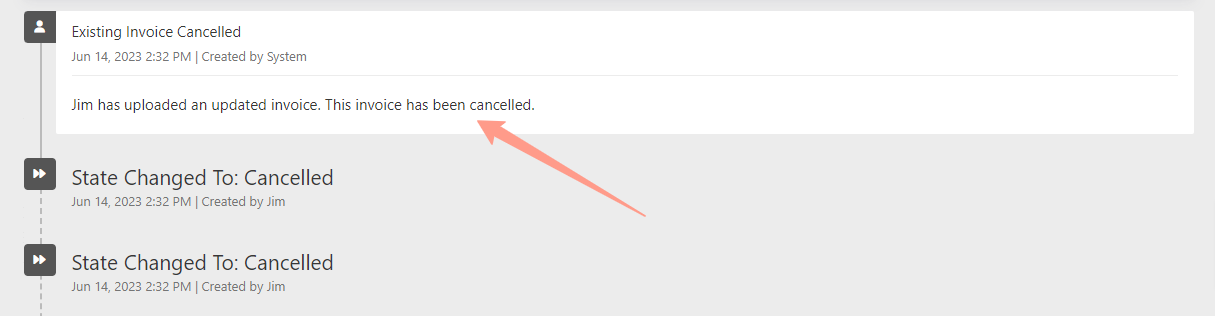 Existing Invoice Cancelled
Jun 14, 2023 2:32 PM | Created by System
Jim has uploaded an updated invoice. This invoice has been cancelled.
State Changed To: Cancelled
Jun 14, 2023 2:32 PM | Created by Jim
State Changed To: Cancelled
Jun 14, 2023 2:32 PM | Created by Jim